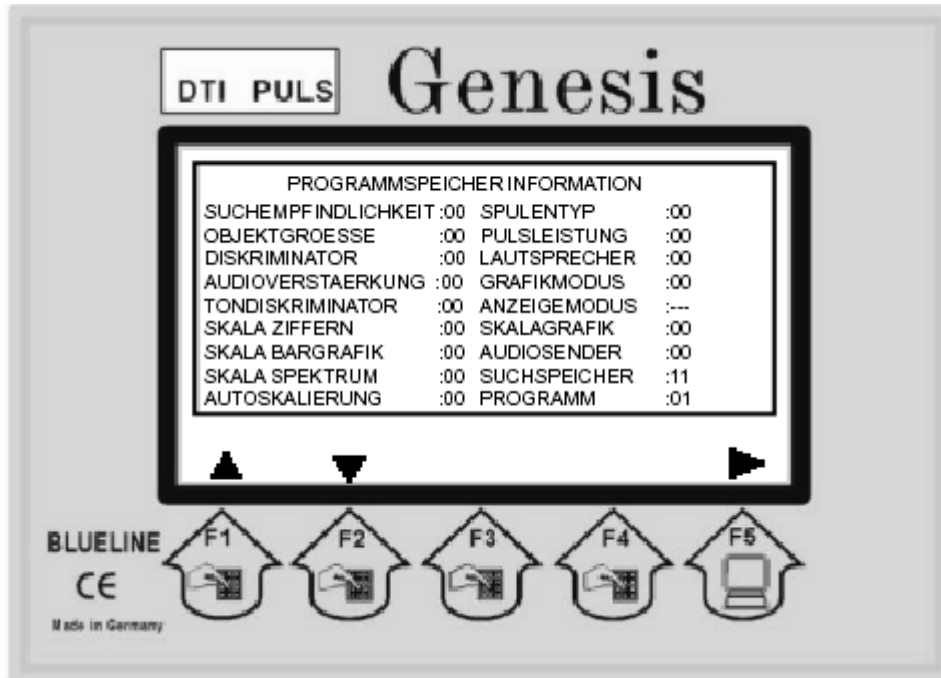 DTI PULS
Genesis
PROGRAMMSPEICHER INFORMATION
SUCHEMPFINDLICHKEIT :00 SPULENTYP :00
OBJEKTGROESSE :00 PULSLEISTUNG :00
DISKRIMINATOR :00 LAUTSPRECHER :00
AUDIOVERSTAERKUNG :00 GRAFIKMODUS :00
TONDISKRIMINATOR :00 ANZEIGEMODUS :---
SKALA ZIFFERN :00 SKALAGRAFIK :00
SKALA BARGRAFIK :00 AUDIOSENDER :00
SKALA SPEKTRUM :00 SUCHSPEICHER :11
AUTOSKALIERUNG :00 PROGRAMM :01
F1 F2 F3 F4 F5
BLUELINE
CE
Made in Germany